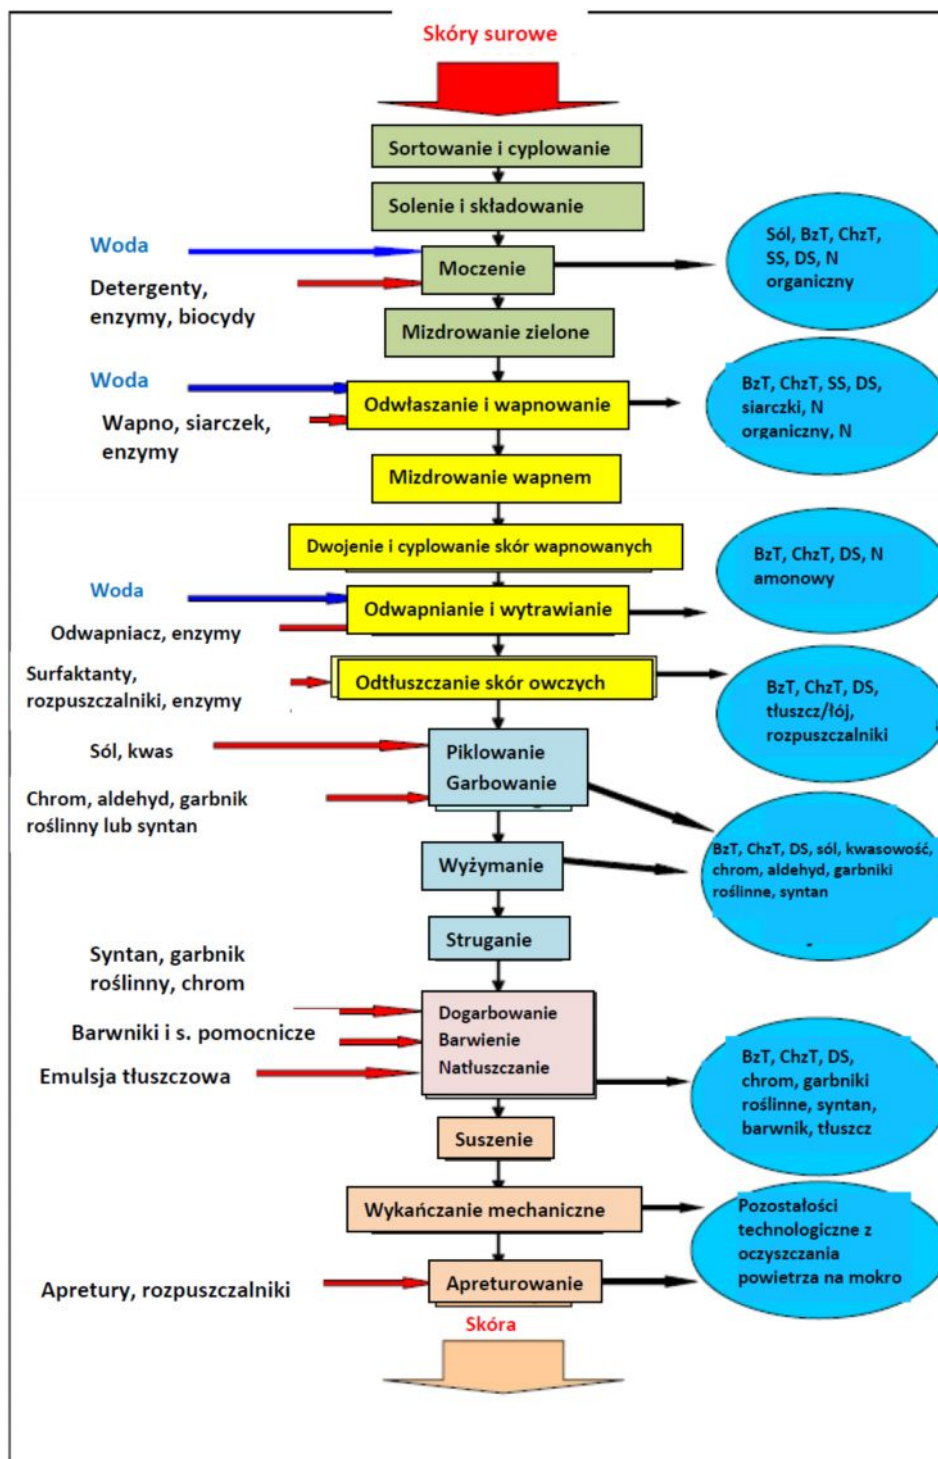 Skóry surowe
Sortowanie i cyplowanie
Solenie i składowanie
Woda
Moczenie
Detergenty,
enzymy, biocydy
Sól, BzT, ChzT,
SS, DS, N
organiczny
Mizdrowanie zielone
Woda
Odwłaszanie i wapnowanie
Wapno, siarczek,
enzymy
BzT, ChzT, SS, DS,
siarczki, N
organiczny, N
Mizdrowanie wapnem
Dwojenie i cyplowanie skór wapnowanych
BzT, ChzT, DS, N
amonowy
Woda
Odwapnianie i wytrawianie
Odwapniacz, enzymy
Surfaktanty,
rozpuszczalniki, enzymy
Odtłuszczanie skór owczych
BzT, ChzT, DS,
tłuszcz/łój,
rozpuszczalniki
Sól, kwas
Piklowanie
Garbowanie
Chrom, aldehyd, garbnik
roślinny lub syntan
BzT, ChzT, DS, sól, kwasowość,
chrom, aldehyd, garbniki
roślinne, syntan
Wyżymanie
Struganie
Syntan, garbnik
roślinny, chrom
Barwniki i s. pomocnicze
Emulsja tłuszczowa
Dogarbowanie
Barwienie
Natłuszczanie
BzT, ChzT, DS,
chrom, garbniki
roślinne, syntan,
barwnik, tłuszcz
Suszenie
Wykańczanie mechaniczne
Pozostałości
technologiczne z
oczyszczania
powietrza na mokro
Apretury, rozpuszczalniki
Apreturowanie
Skóra